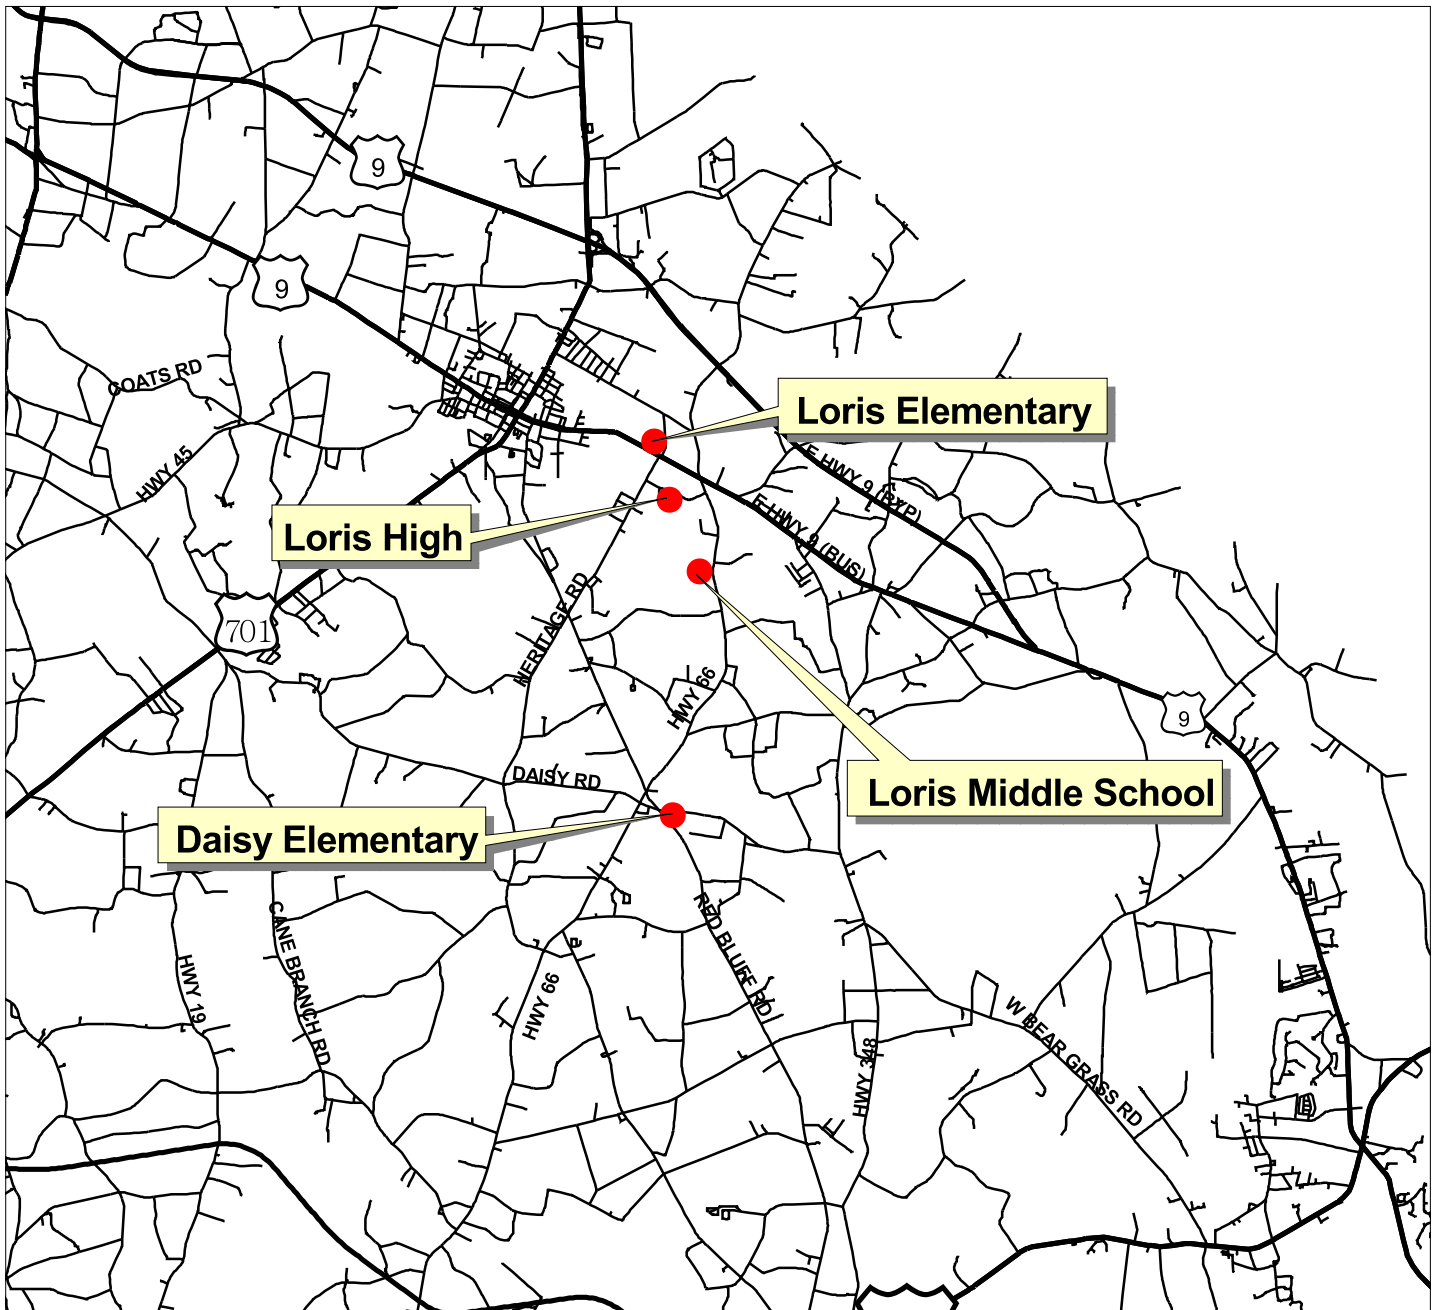 9
9
COATS RD
Loris Elementary
HWY 45
E HWY 9 (BYP)
E HWY 9 (BUS)
Loris High
HERITAGE RD
701
HWY 66
9
DAISY RD
Loris Middle School
Daisy Elementary
RED BLUFF RD
CANE BRANCH RD
HWY 19
HWY 66
W BEAR GRASS RD
HWY 348